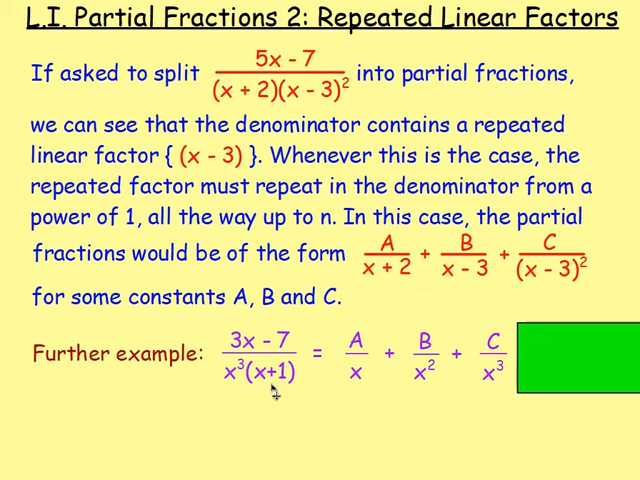 L.I. Partial Fractions 2: Repeated Linear Factors
If asked to split (5x - 7)/((x + 2)(x - 3)²) into partial fractions,
we can see that the denominator contains a repeated
linear factor { (x - 3) }. Whenever this is the case, the
repeated factor must repeat in the denominator from a
power of 1, all the way up to n. In this case, the partial
fractions would be of the form A/(x + 2) + B/(x - 3) + C/(x - 3)²
for some constants A, B and C.
Further example: (3x - 7)/(x³(x+1)) = A/x + B/x² + C/x³